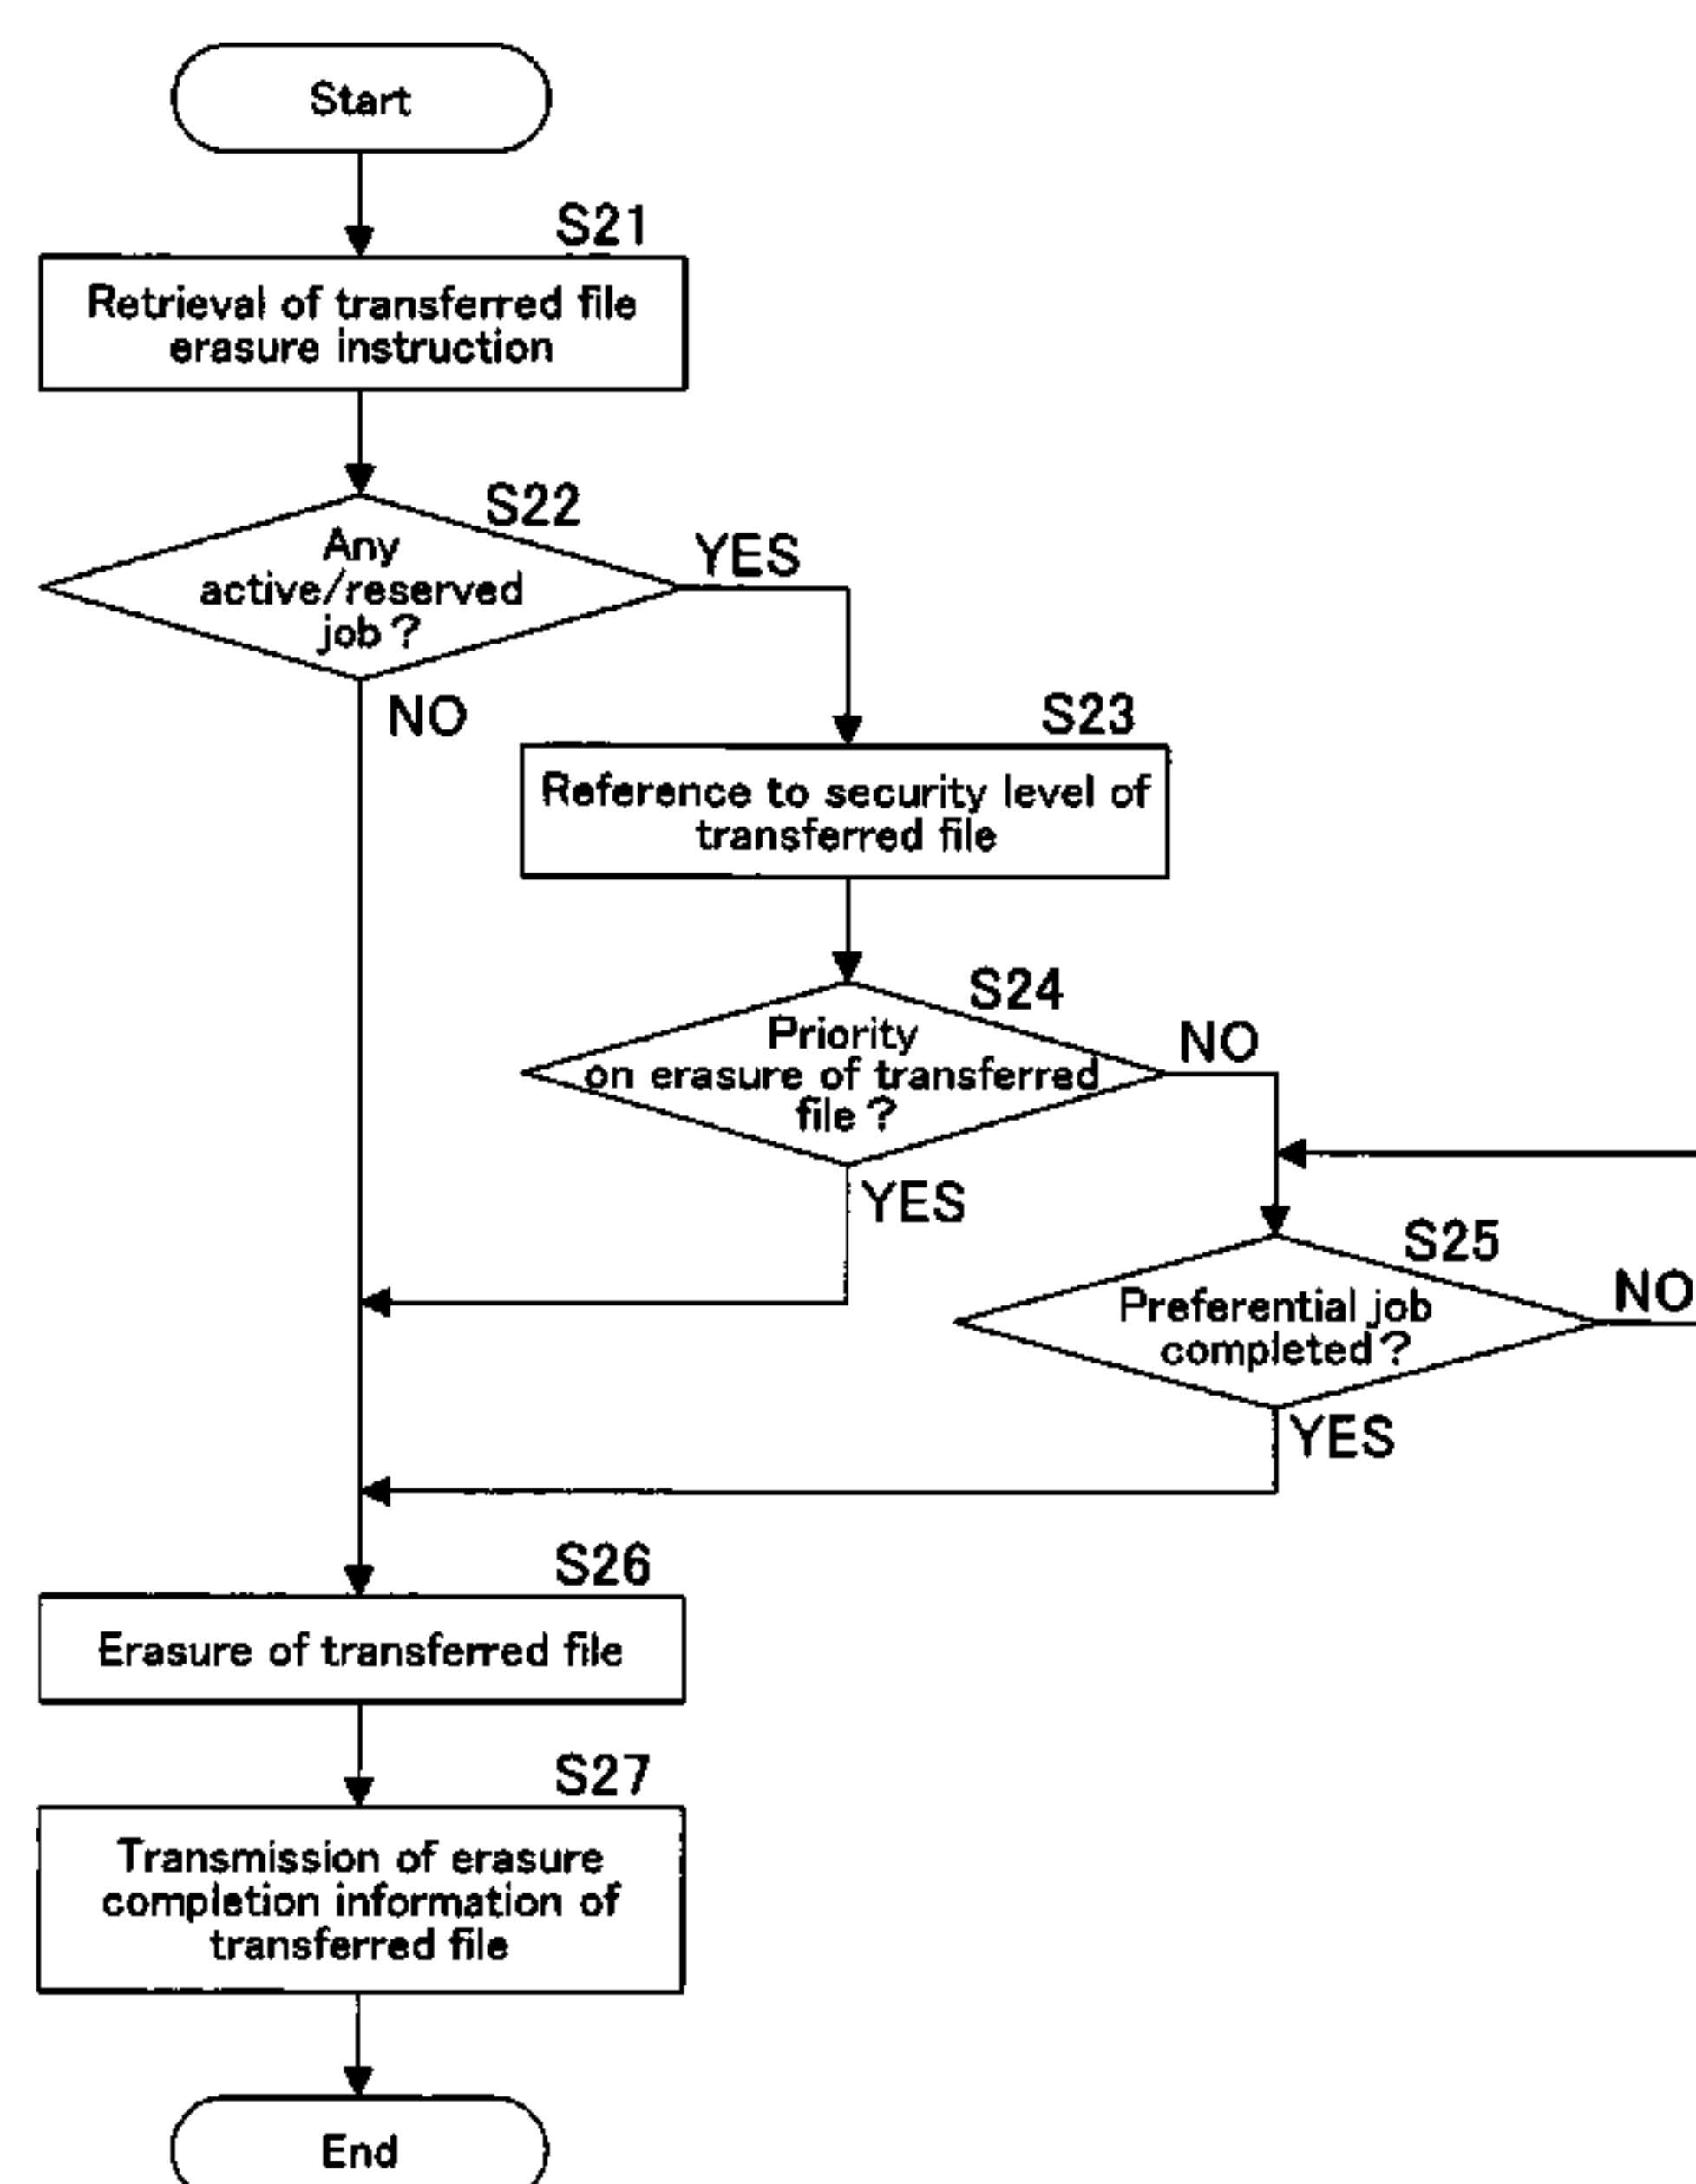 Start
S21
Retrieval of transferred file
erasure instruction
S22
Any
active/reserved
job ?
YES
NO
S23
Reference to security level of
transferred file
S24
Priority
on erasure of transferred
file ?
NO
YES
S25
Preferential job
completed ?
NO
YES
S26
Erasure of transferred file
S27
Transmission of erasure
completion information of
transferred file
End